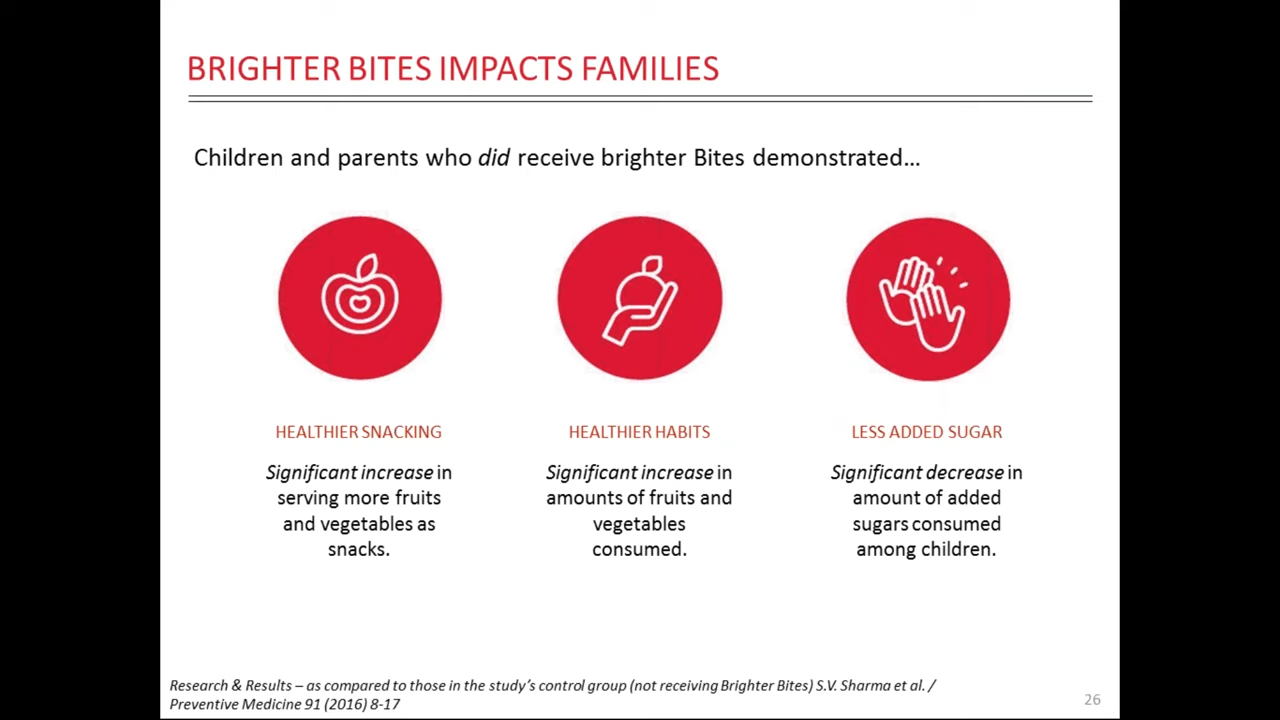 BRIGHTER BITES IMPACTS FAMILIES
Children and parents who did receive brighter Bites demonstrated…
HEALTHIER SNACKING
Significant increase in
serving more fruits
and vegetables as
snacks.
HEALTHIER HABITS
Significant increase in
amounts of fruits and
vegetables
consumed.
LESS ADDED SUGAR
Significant decrease in
amount of added
sugars consumed
among children.
Research & Results – as compared to those in the study's control group (not receiving Brighter Bites) S.V. Sharma et al. /
Preventive Medicine 91 (2016) 8-17
26